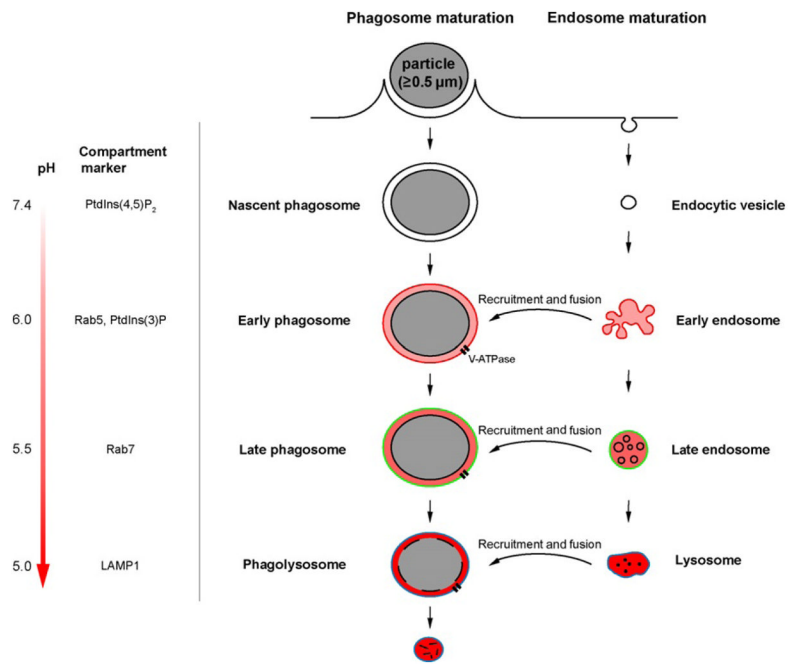 Phagosome maturation Endosome maturation
particle
(≥0.5 µm)
Compartment
pH marker
7.4 PtdIns(4,5)P₂ Nascent phagosome Endocytic vesicle
Recruitment and fusion
6.0 Rab5, PtdIns(3)P Early phagosome Early endosome
V-ATPase
Recruitment and fusion
5.5 Rab7 Late phagosome Late endosome
Recruitment and fusion
5.0 LAMP1 Phagolysosome Lysosome